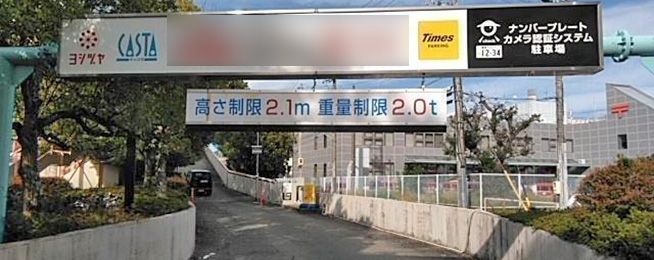 ヨシヅヤ
CASTA
Times
PARKING
12-34
ナンバープレート
カメラ認証システム
駐車場
高さ制限2.1m 重量制限2.0t
〒